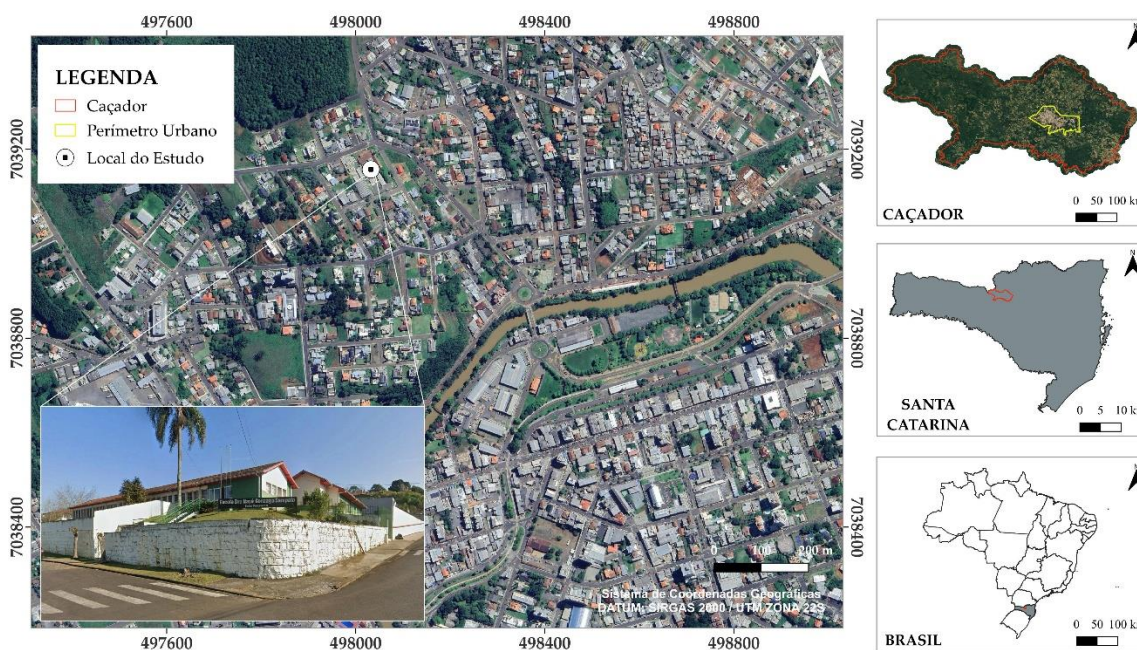 497600 498000 498400 498800
LEGENDA
Caçador
Perímetro Urbano
Local do Estudo
7039200
7038800
7038400
7039200
7038800
7038400
0 100 200 m
Sistema de Coordenadas Geográficas
DATUM: SIRGAS 2000 / UTM ZONA 22S
497600 498000 498400 498800
N
CAÇADOR
0 50 100 km
N
SANTA
CATARINA
0 5 10 k
N
BRASIL
0 50 100 km